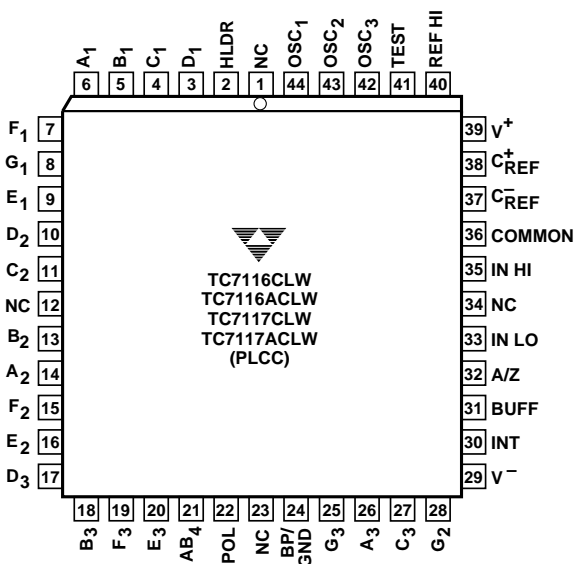 A1 B1 C1 D1 HLDR NC OSC1 OSC2 OSC3 TEST REF HI
6 5 4 3 2 1 44 43 42 41 40
F1 7
G1 8
E1 9
D2 10
C2 11
NC 12
B2 13
A2 14
F2 15
E2 16
D3 17
TC7116CLW
TC7116ACLW
TC7117CLW
TC7117ACLW
(PLCC)
39 V+
38 C+REF
37 C−REF
36 COMMON
35 IN HI
34 NC
33 IN LO
32 A/Z
31 BUFF
30 INT
29 V−
18 19 20 21 22 23 24 25 26 27 28
B3 F3 E3 AB4 POL NC BP/GND G3 A3 C3 G2